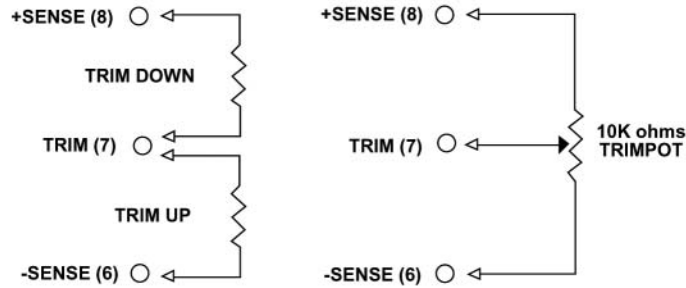 +SENSE (8)
TRIM DOWN
TRIM (7)
TRIM UP
-SENSE (6)
+SENSE (8)
TRIM (7)
10K ohms
TRIMPOT
-SENSE (6)